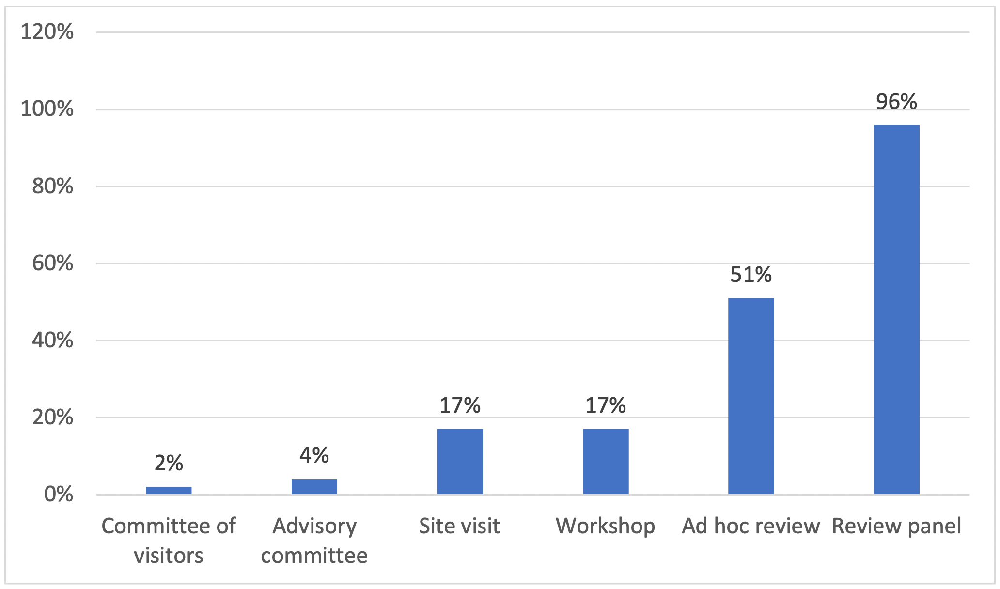 120%
100%
80%
60%
40%
20%
0%
2%
4%
17%
17%
51%
96%
Committee of
visitors
Advisory
committee
Site visit
Workshop
Ad hoc review
Review panel